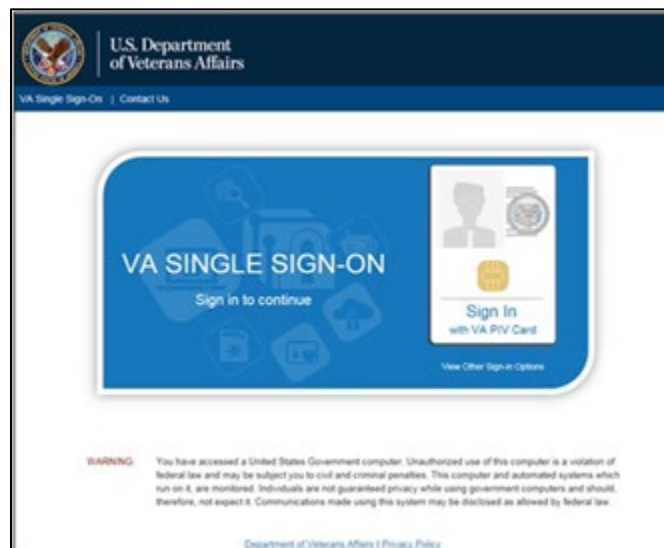 U.S. Department
of Veterans Affairs
VA Single Sign-On | Contact Us
VA SINGLE SIGN-ON
Sign in to continue
Sign In
with VA PIV Card
View Other Sign-in Options
WARNING: You have accessed a United States Government computer. Unauthorized use of this computer is a violation of
federal law and may be subject you to civil and criminal penalties. This computer and automated systems which
run on it, are monitored. Individuals are not guaranteed privacy while using government computers and should,
therefore, not expect it. Communications made using this system may be disclosed as allowed by federal law.
Department of Veterans Affairs | Privacy Policy